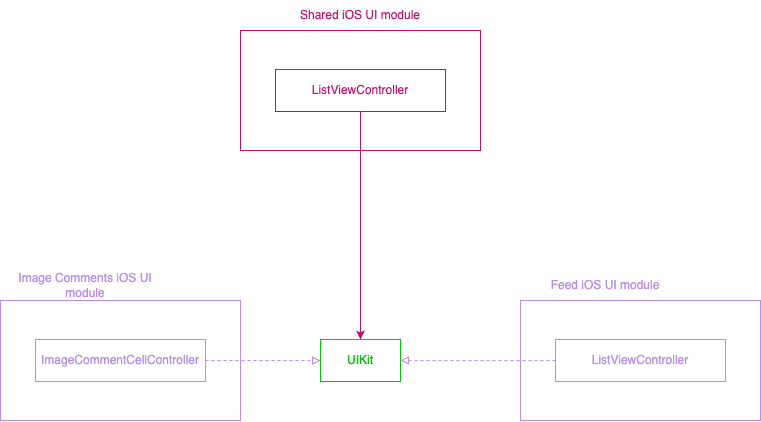 Shared iOS UI module
ListViewController
Image Comments iOS UI
module
Feed iOS UI module
ImageCommentCellController
UIKit
ListViewController